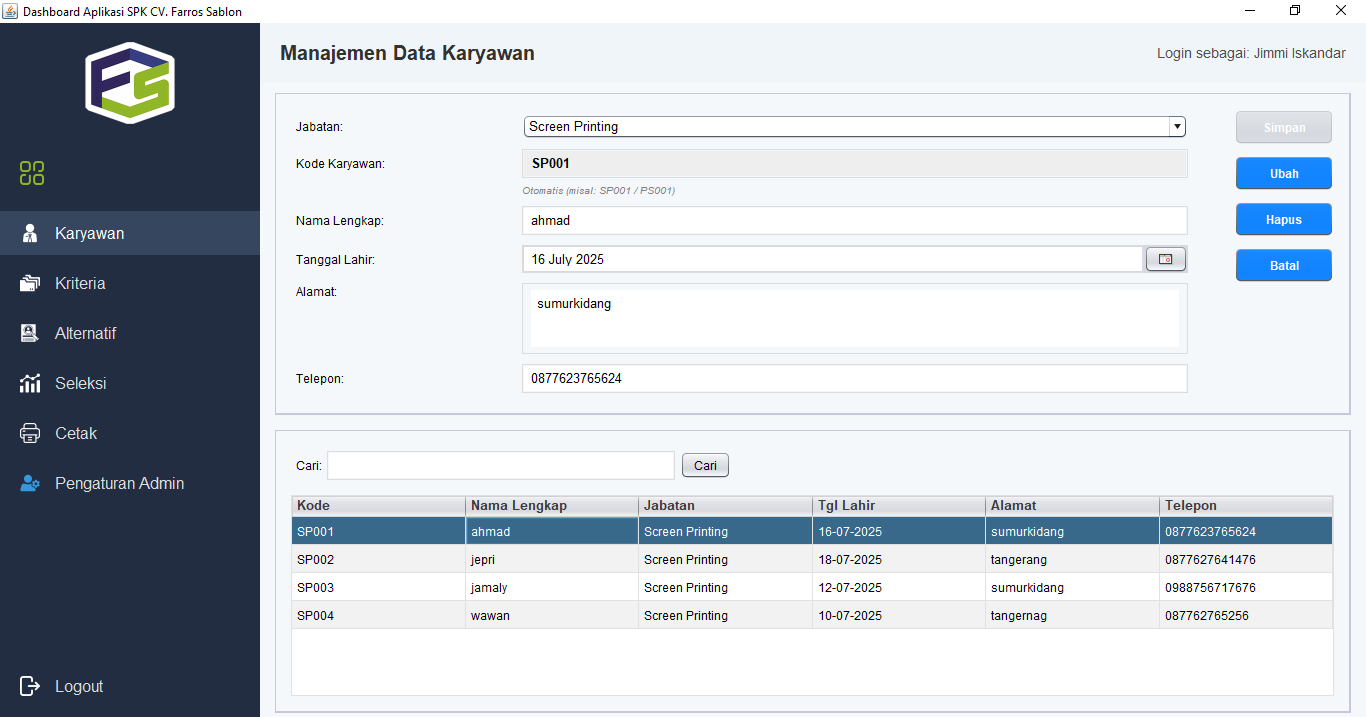 Dashboard Aplikasi SPK CV. Farros Sablon
FS
Manajemen Data Karyawan
Login sebagai: Jimmi Iskandar
Karyawan
Kriteria
Alternatif
Seleksi
Cetak
Pengaturan Admin
Logout
Jabatan: Screen Printing
Simpan
Kode Karyawan: SP001
Otomatis (misal: SP001 / PS001)
Ubah
Nama Lengkap: ahmad
Hapus
Tanggal Lahir: 16 July 2025
Batal
Alamat: sumurkidang
Telepon: 0877623765624
Cari: Cari
Kode Nama Lengkap Jabatan Tgl Lahir Alamat Telepon
SP001 ahmad Screen Printing 16-07-2025 sumurkidang 0877623765624
SP002 jepri Screen Printing 18-07-2025 tangerang 0877627641476
SP003 jamaly Screen Printing 12-07-2025 sumurkidang 0988756717676
SP004 wawan Screen Printing 10-07-2025 tangernag 087762765256